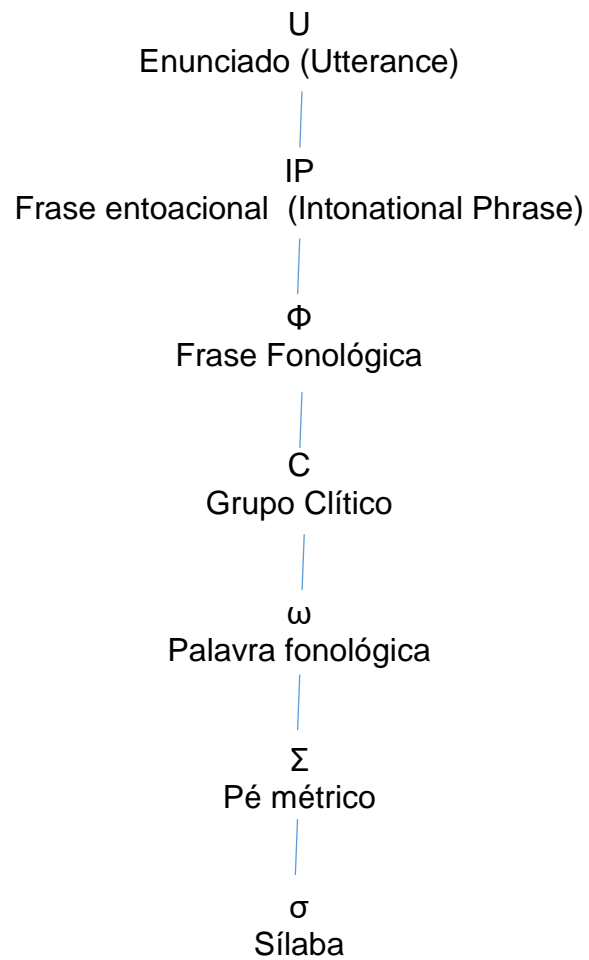 U
Enunciado (Utterance)
IP
Frase entoacional (Intonational Phrase)
Φ
Frase Fonológica
C
Grupo Clítico
ω
Palavra fonológica
Σ
Pé métrico
σ
Sílaba